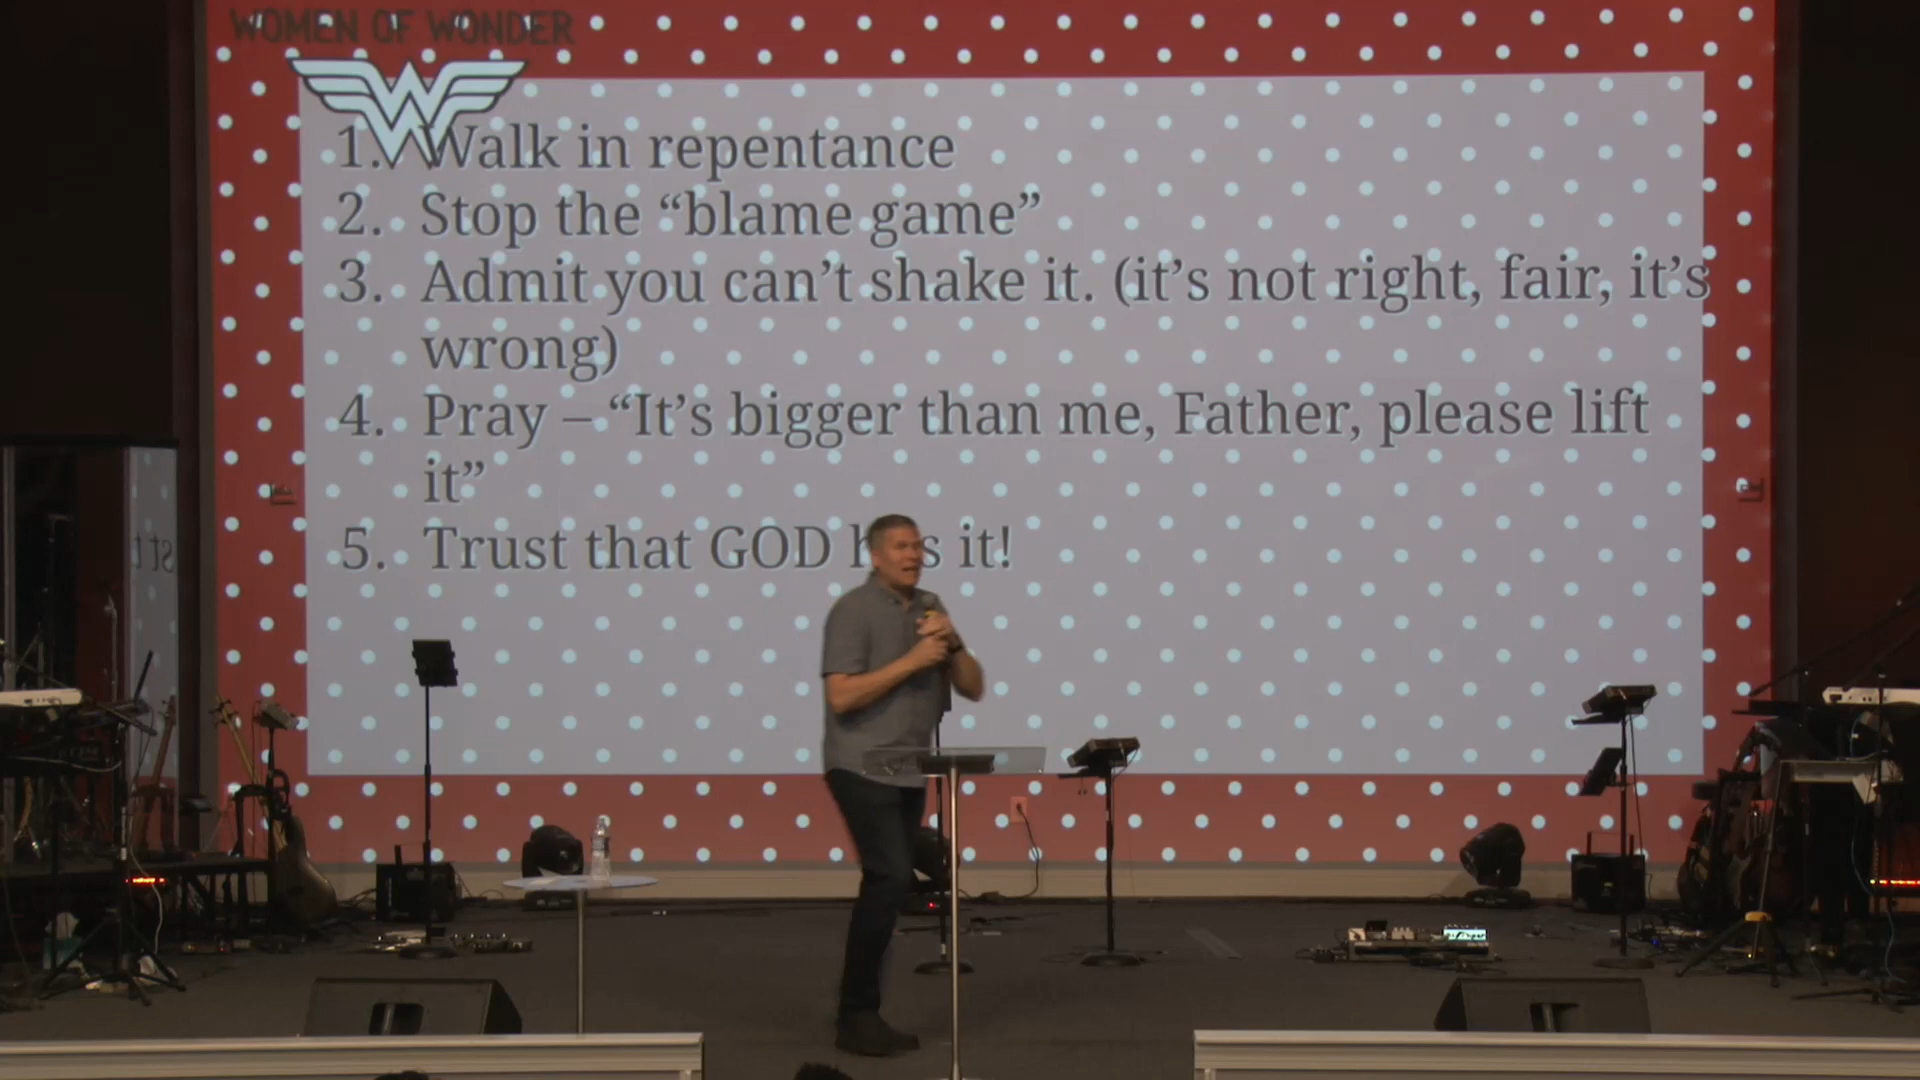 WOMEN OF WONDER
1. Walk in repentance
2. Stop the “blame game”
3. Admit you can’t shake it. (it’s not right, fair, it’s
wrong)
4. Pray – “It’s bigger than me, Father, please lift
it”
5. Trust that GOD has it!